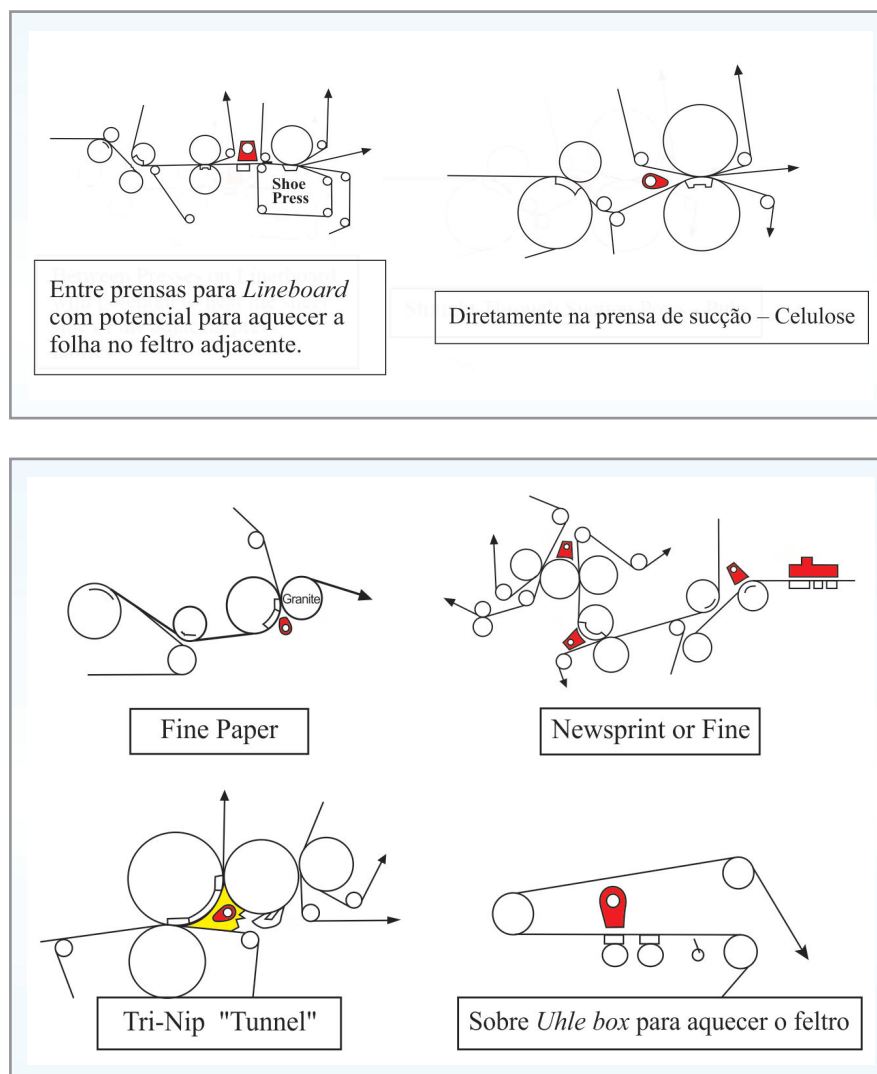 Shoe
Press
Entre prensas para Lineboard
com potencial para aquecer a
folha no feltro adjacente.
Diretamente na prensa de sucção – Celulose
Granite
Fine Paper
Newsprint or Fine
Tri-Nip "Tunnel"
Sobre Uhle box para aquecer o feltro